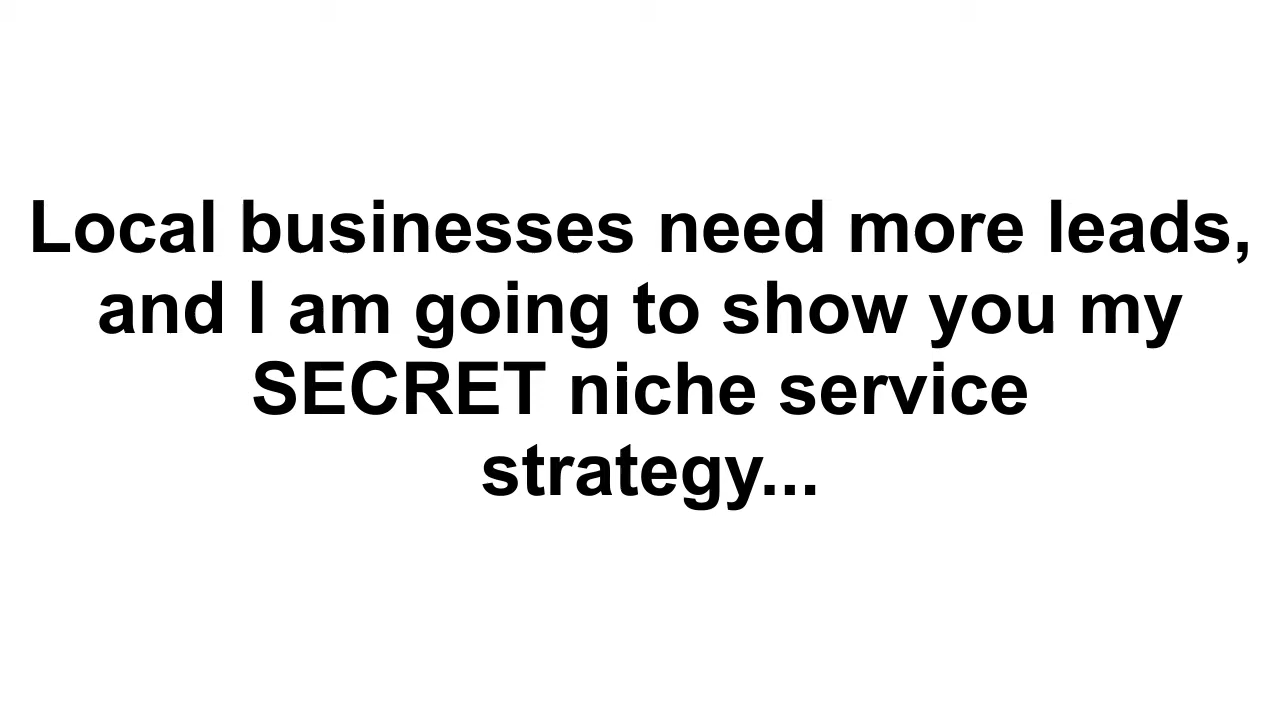 Local businesses need more leads,
and I am going to show you my
SECRET niche service
strategy...